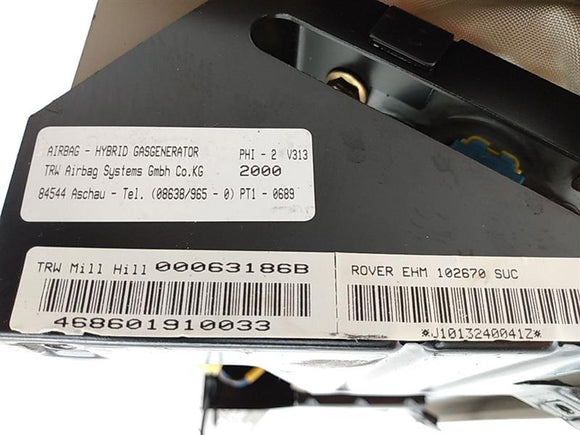 AIRBAG - HYBRID GASGENERATOR PHI - 2 V313
TRW Airbag Systems Gmbh Co.KG 2000
84544 Aschau - Tel. (08638/965 - 0) PT1 - 0689
TRW Mill Hill 00063186B
468601910033
ROVER EHM 102670 SUC
*J1013240041Z*